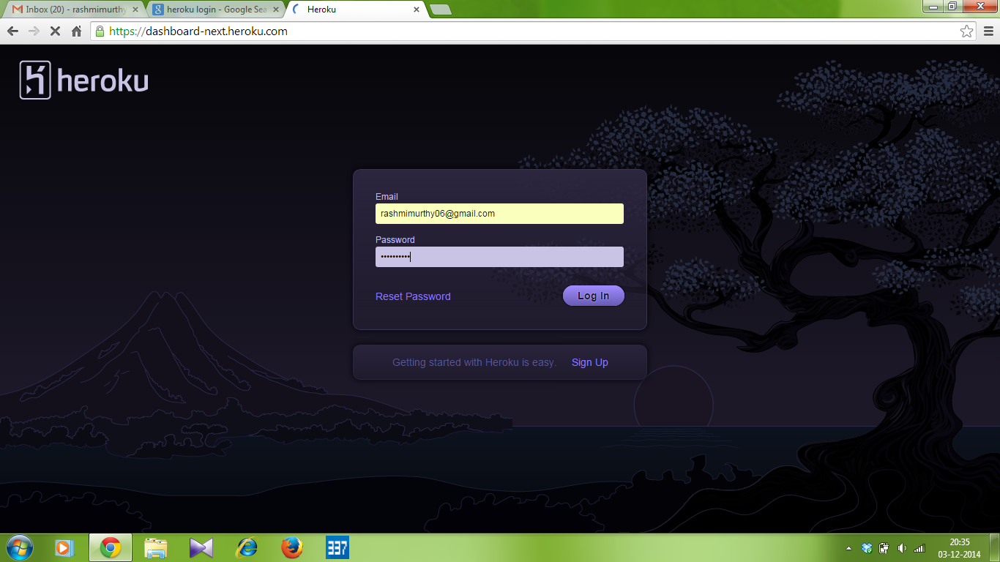 Inbox (20) - rashmimurthy
heroku login - Google Sea
Heroku
https://dashboard-next.heroku.com
heroku
Email
rashmimurthy06@gmail.com
Password
••••••••••
Reset Password
Log In
Getting started with Heroku is easy. Sign Up
337
20:35
03-12-2014